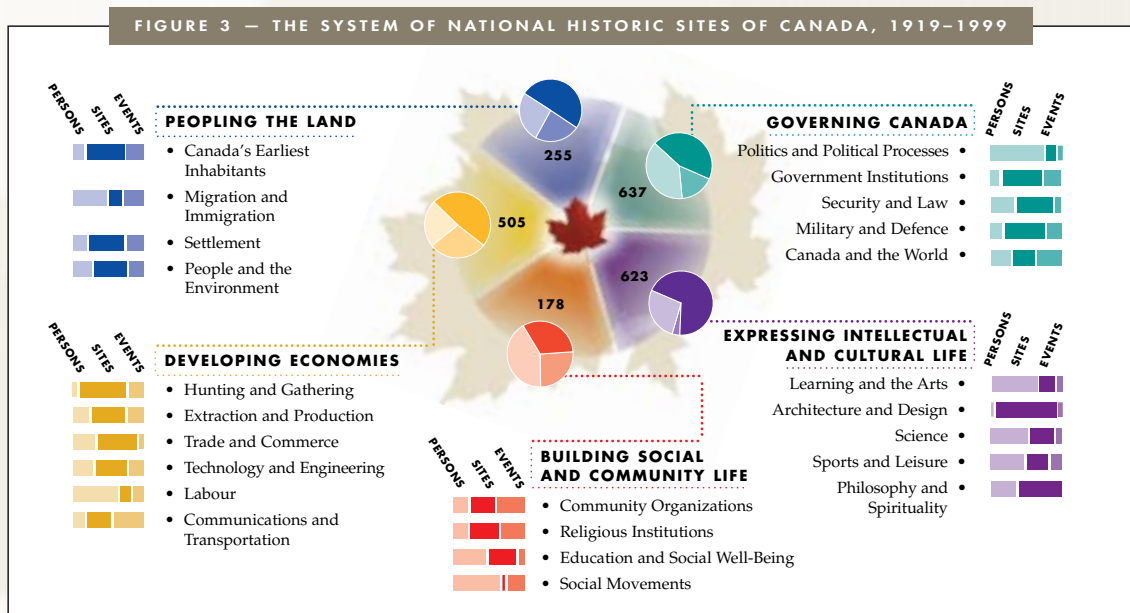 FIGURE 3 — THE SYSTEM OF NATIONAL HISTORIC SITES OF CANADA, 1919–1999
PERSONS
SITES
EVENTS
PEOPLING THE LAND
• Canada's Earliest
Inhabitants
• Migration and
Immigration
• Settlement
• People and the
Environment
255
637
505
623
178
PERSONS
SITES
EVENTS
GOVERNING CANADA
Politics and Political Processes •
Government Institutions •
Security and Law •
Military and Defence •
Canada and the World •
PERSONS
SITES
EVENTS
DEVELOPING ECONOMIES
• Hunting and Gathering
• Extraction and Production
• Trade and Commerce
• Technology and Engineering
• Labour
• Communications and
Transportation
PERSONS
SITES
EVENTS
BUILDING SOCIAL
AND COMMUNITY LIFE
• Community Organizations
• Religious Institutions
• Education and Social Well-Being
• Social Movements
PERSONS
SITES
EVENTS
EXPRESSING INTELLECTUAL
AND CULTURAL LIFE
Learning and the Arts •
Architecture and Design •
Science •
Sports and Leisure •
Philosophy and •
Spirituality